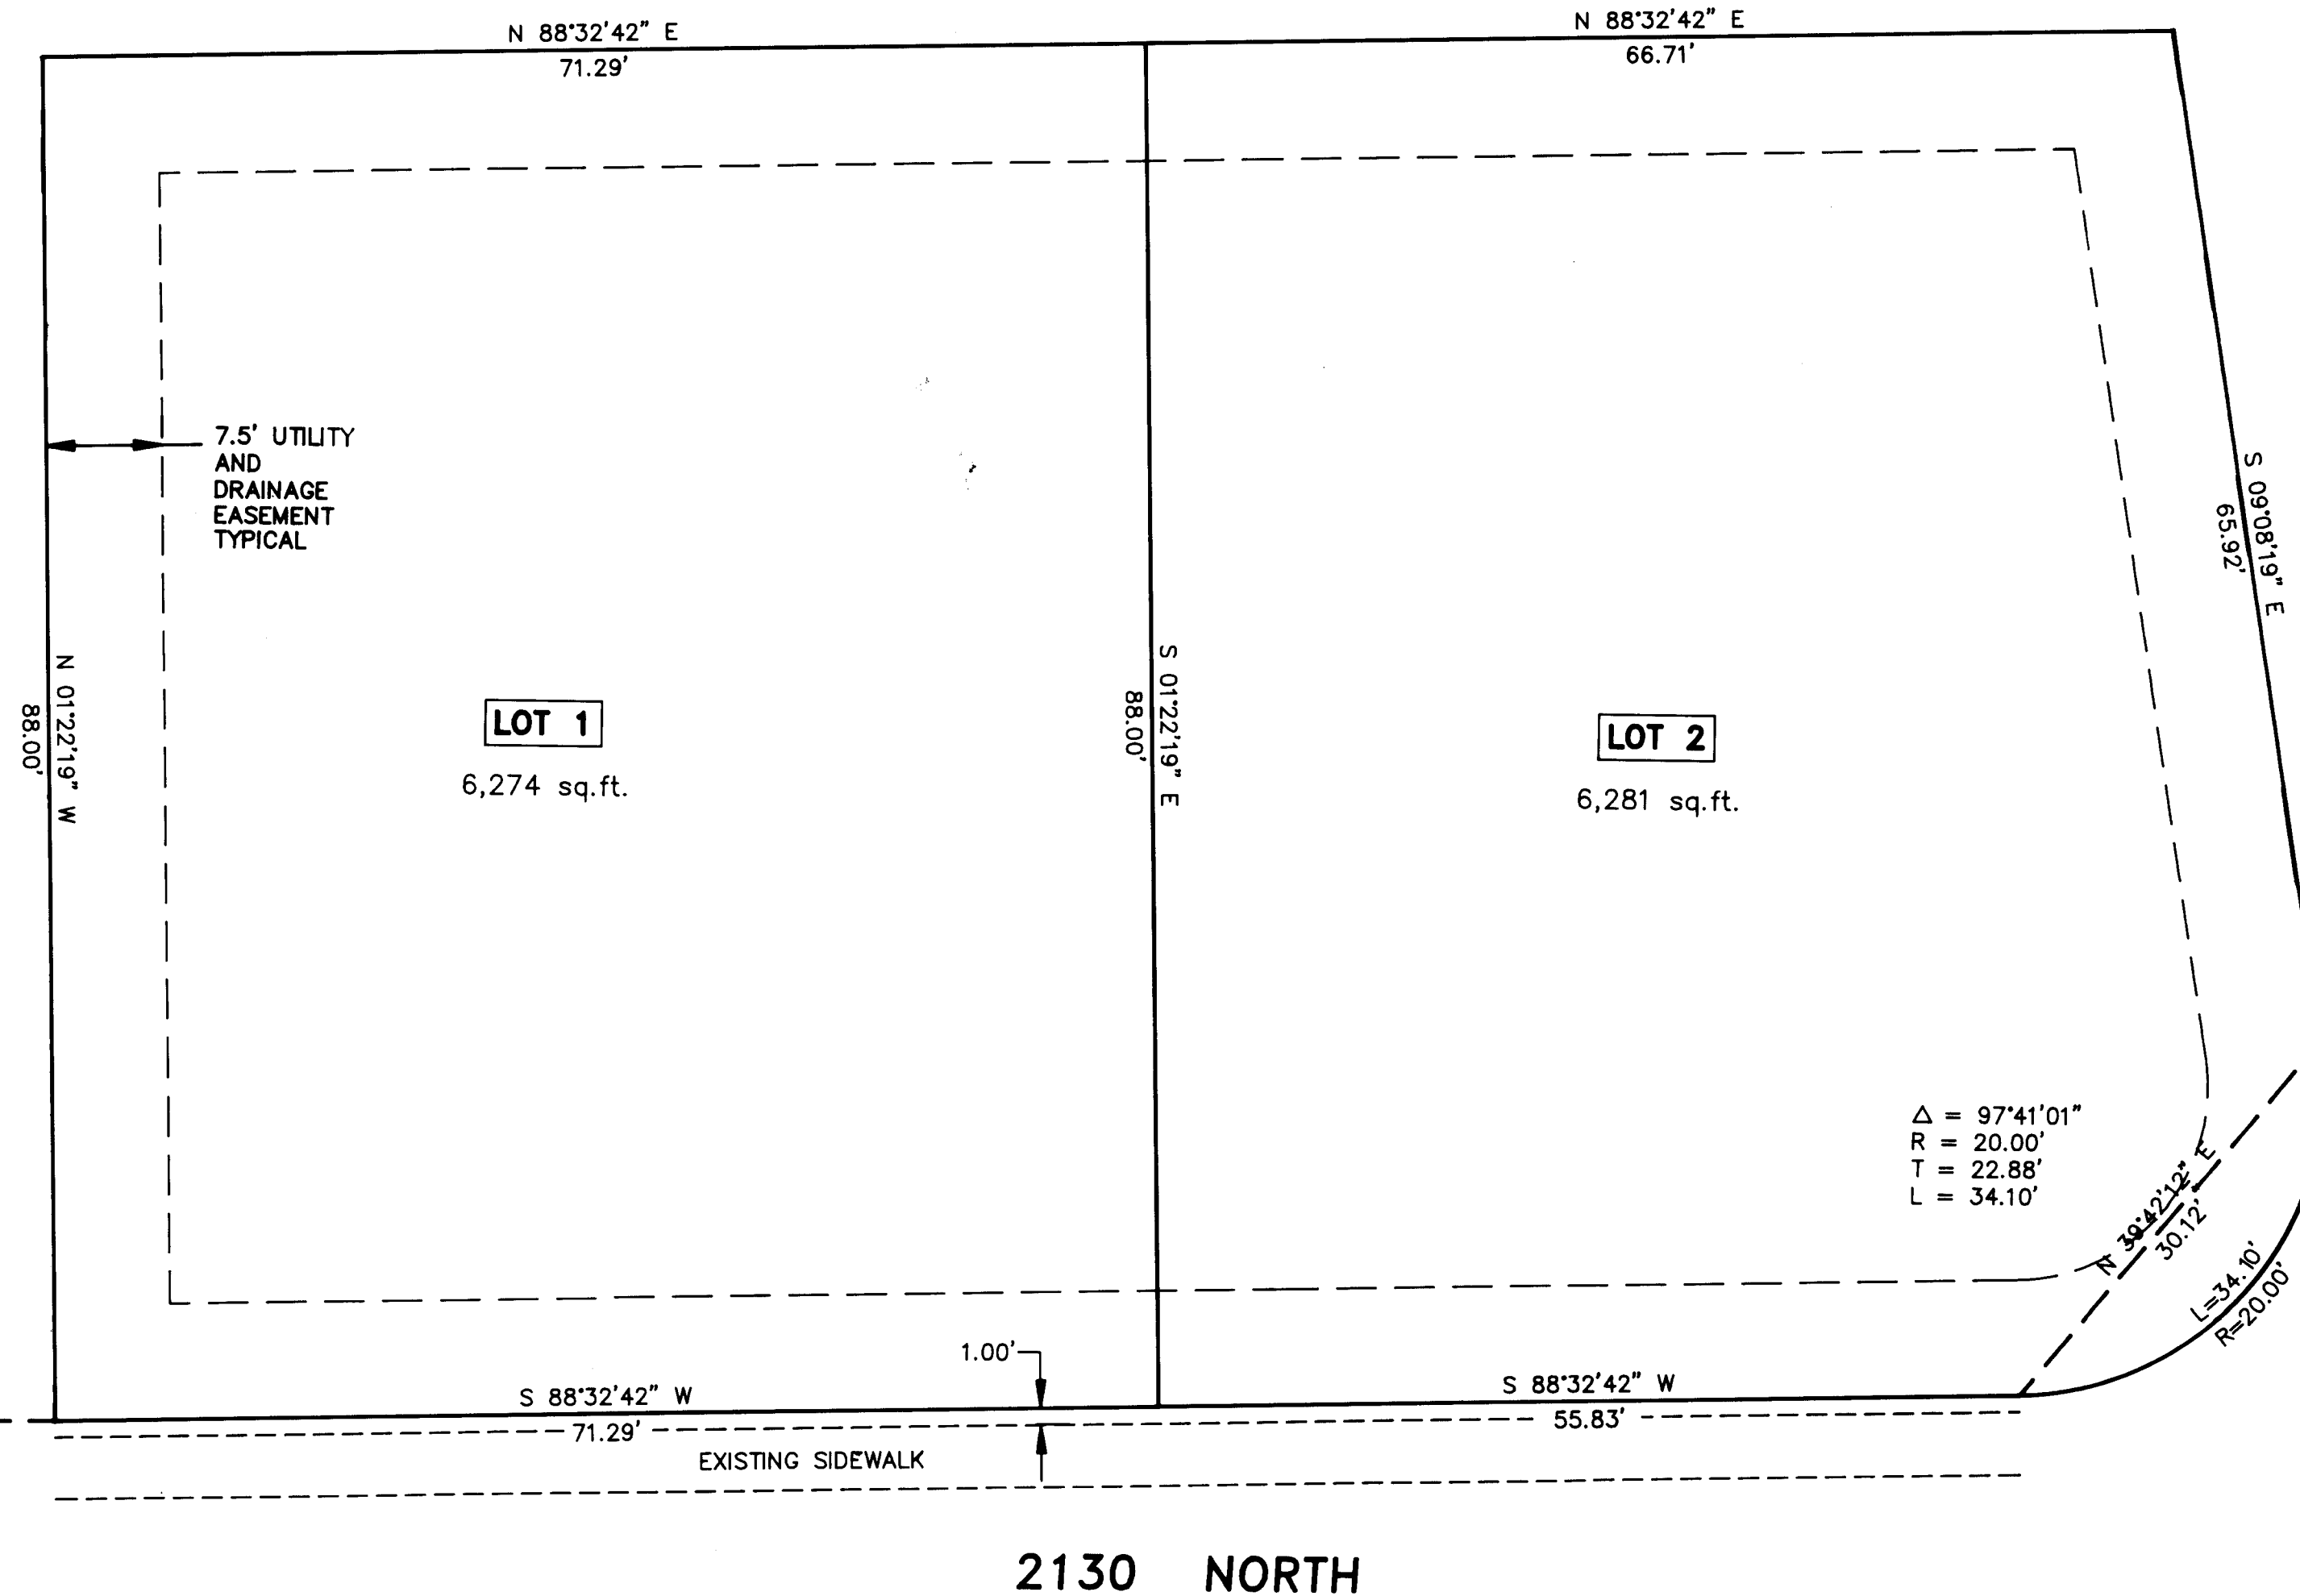 N 88°32'42" E
71.29'
N 88°32'42" E
66.71'
7.5' UTILITY
AND
DRAINAGE
EASEMENT
TYPICAL
S 09°08'19" E
65.92'
N 01°22'19" W
88.00'
S 01°22'19" E
88.00'
LOT 1
6,274 sq.ft.
LOT 2
6,281 sq.ft.
Δ = 97°41'01"
R = 20.00'
T = 22.88'
L = 34.10'
N 39°42'12" E
30.12'
L=34.10'
R=20.00'
1.00'
S 88°32'42" W
71.29'
S 88°32'42" W
55.83'
EXISTING SIDEWALK
2130 NORTH